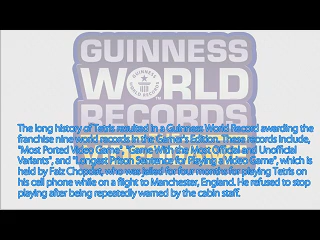 GUINNESS
GUINNESS
WORLD RECORDS
WORLD
RECORDS
The long history of Tetris resulted in a Guinness World Record awarding the
franchise nine world records in the Gamer's Edition. These records include,
"Most Ported Video Game", "Game With the Most Official and Unofficial
Variants", and "Longest Prison Sentence for Playing a Video Game", which is
held by Faiz Chopdat, who was jailed for four months for playing Tetris on
his cell phone while on a flight to Manchester, England. He refused to stop
playing after being repeatedly warned by the cabin staff.